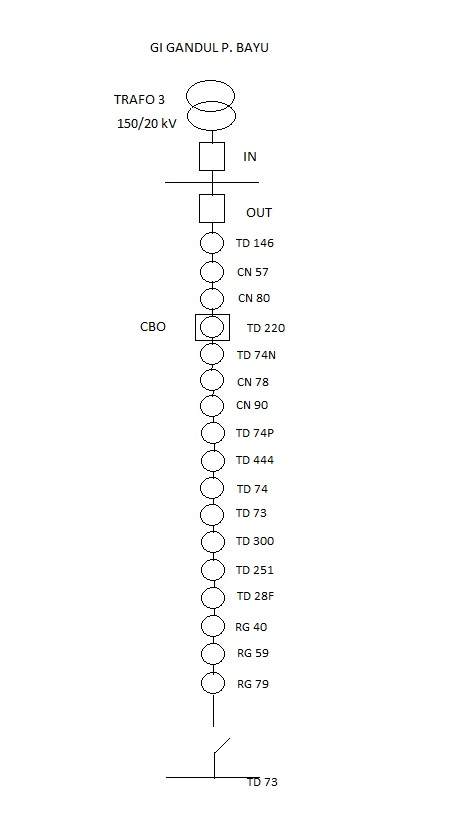 GI GANDUL P. BAYU
TRAFO 3
150/20 kV
IN
OUT
TD 146
CN 57
CN 80
CBO
TD 220
TD 74N
CN 78
CN 90
TD 74P
TD 444
TD 74
TD 73
TD 300
TD 251
TD 28F
RG 40
RG 59
RG 79
TD 73